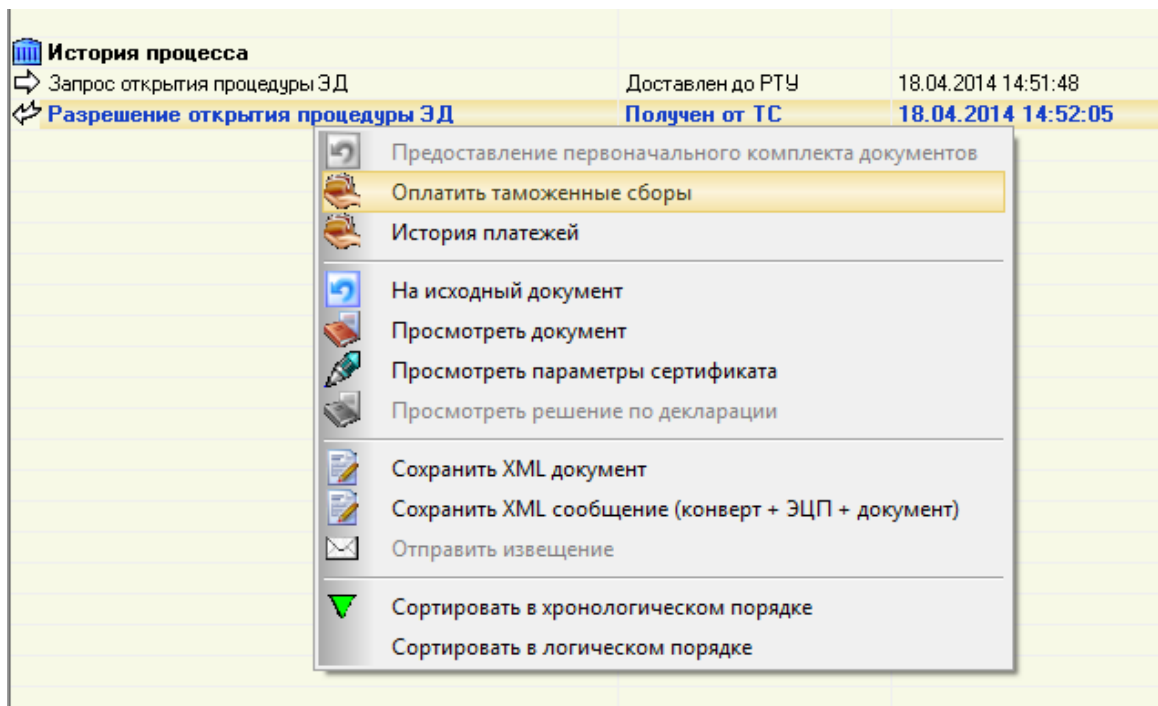 История процесса
Запрос открытия процедуры ЭД Доставлен до РТУ 18.04.2014 14:51:48
Разрешение открытия процедуры ЭД Получен от ТС 18.04.2014 14:52:05
Предоставление первоначального комплекта документов
Оплатить таможенные сборы
История платежей
На исходный документ
Просмотреть документ
Просмотреть параметры сертификата
Просмотреть решение по декларации
Сохранить XML документ
Сохранить XML сообщение (конверт + ЭЦП + документ)
Отправить извещение
Сортировать в хронологическом порядке
Сортировать в логическом порядке